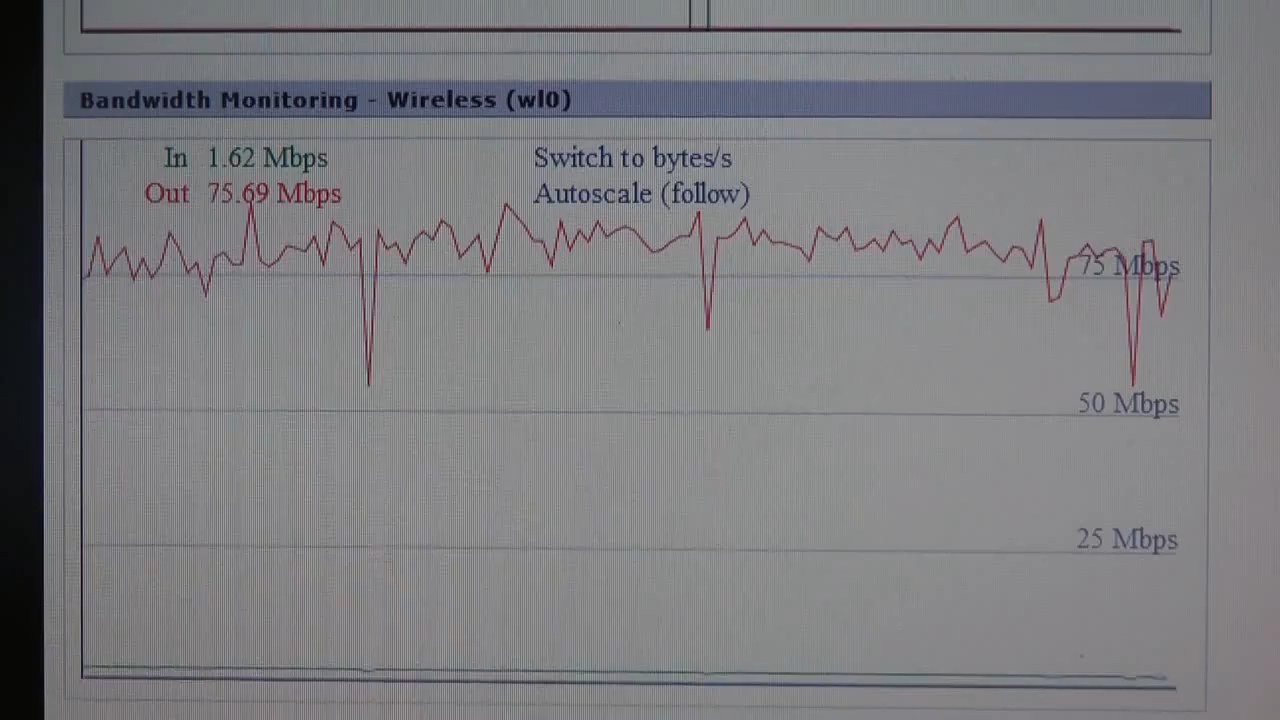 Bandwidth Monitoring - Wireless (wl0)
In 1.62 Mbps
Switch to bytes/s
Out 75.69 Mbps
Autoscale (follow)
75 Mbps
50 Mbps
25 Mbps